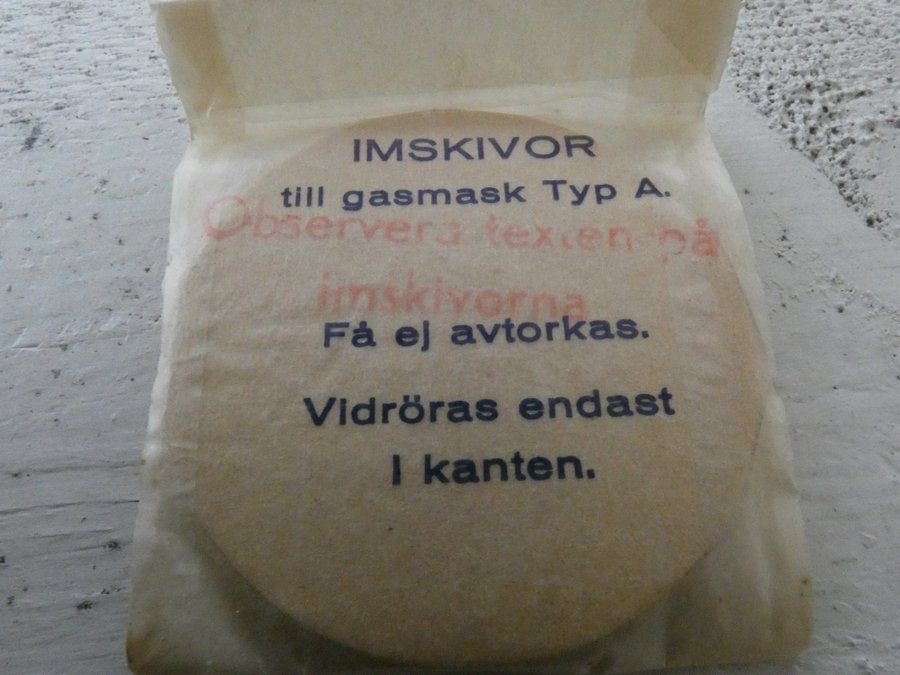 IMSKIVOR
till gasmask Typ A.
Observera texten på
imskivorna
Få ej avtorkas.
Vidröras endast
I kanten.